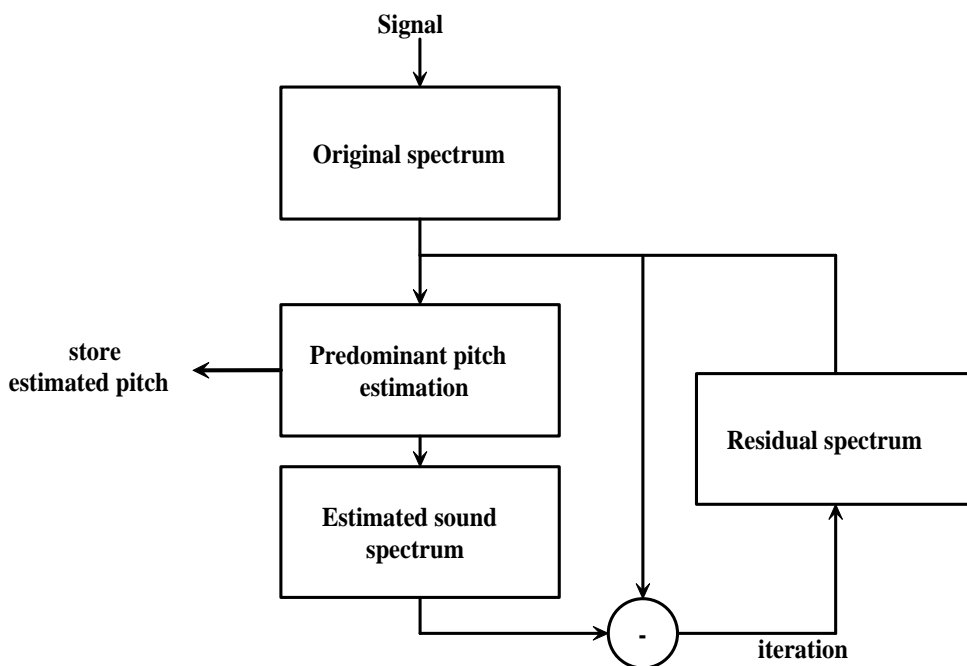 Signal
Original spectrum
Predominant pitch
estimation
store
estimated pitch
Residual spectrum
Estimated sound
spectrum
-
iteration